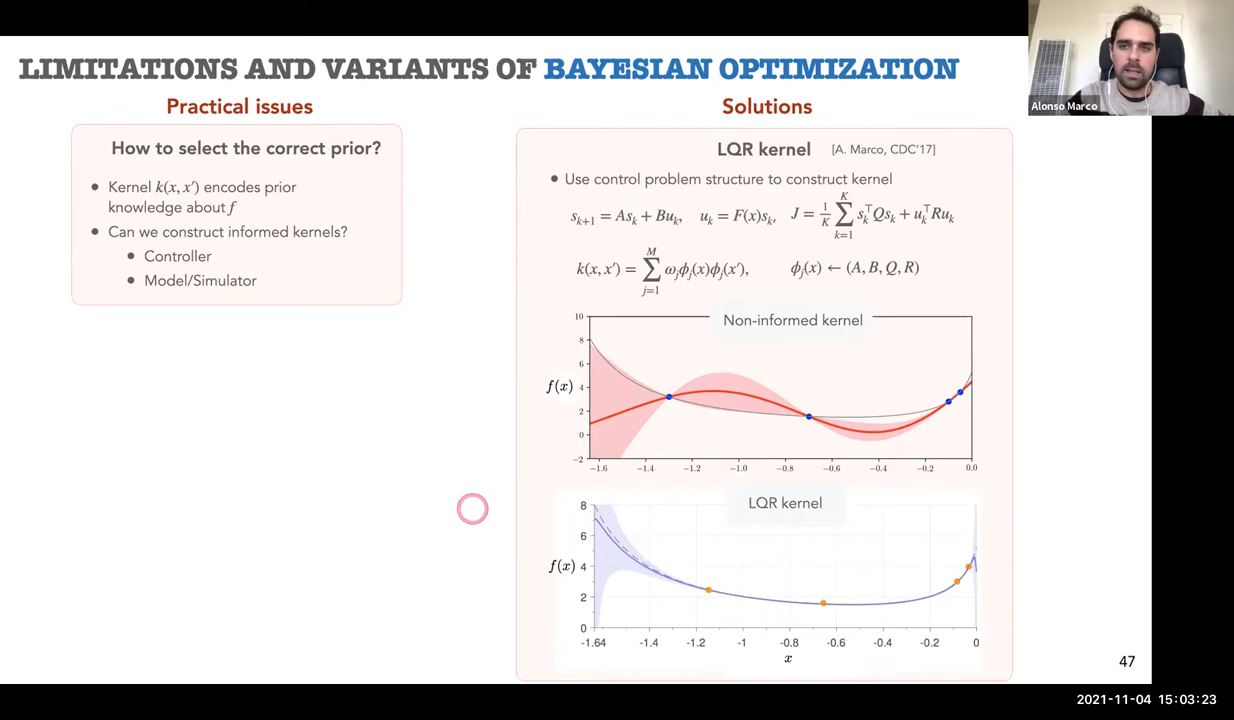 LIMITATIONS AND VARIANTS OF BAYESIAN OPTIMIZATION
Alonso Marco
Practical issues
How to select the correct prior?
• Kernel k(x, x′) encodes prior
knowledge about f
• Can we construct informed kernels?
• Controller
• Model/Simulator
Solutions
LQR kernel [A. Marco, CDC'17]
• Use control problem structure to construct kernel
s_{k+1} = As_k + Bu_k, u_k = F(x)s_k, J = \frac{1}{K} \sum_{k=1}^{K} s_k^⊤Qs_k + u_k^⊤Ru_k
k(x, x′) = \sum_{j=1}^{M} ω_jϕ_j(x)ϕ_j(x′), ϕ_j(x) ← (A, B, Q, R)
Non-informed kernel
10
8
6
f(x) 4
2
0
−2
−1.6 −1.4 −1.2 −1.0 −0.8 −0.6 −0.4 −0.2 0.0
LQR kernel
8
6
f(x) 4
2
0
-1.64 -1.4 -1.2 -1 -0.8 -0.6 -0.4 -0.2 0
x
47
2021-11-04 15:03:23